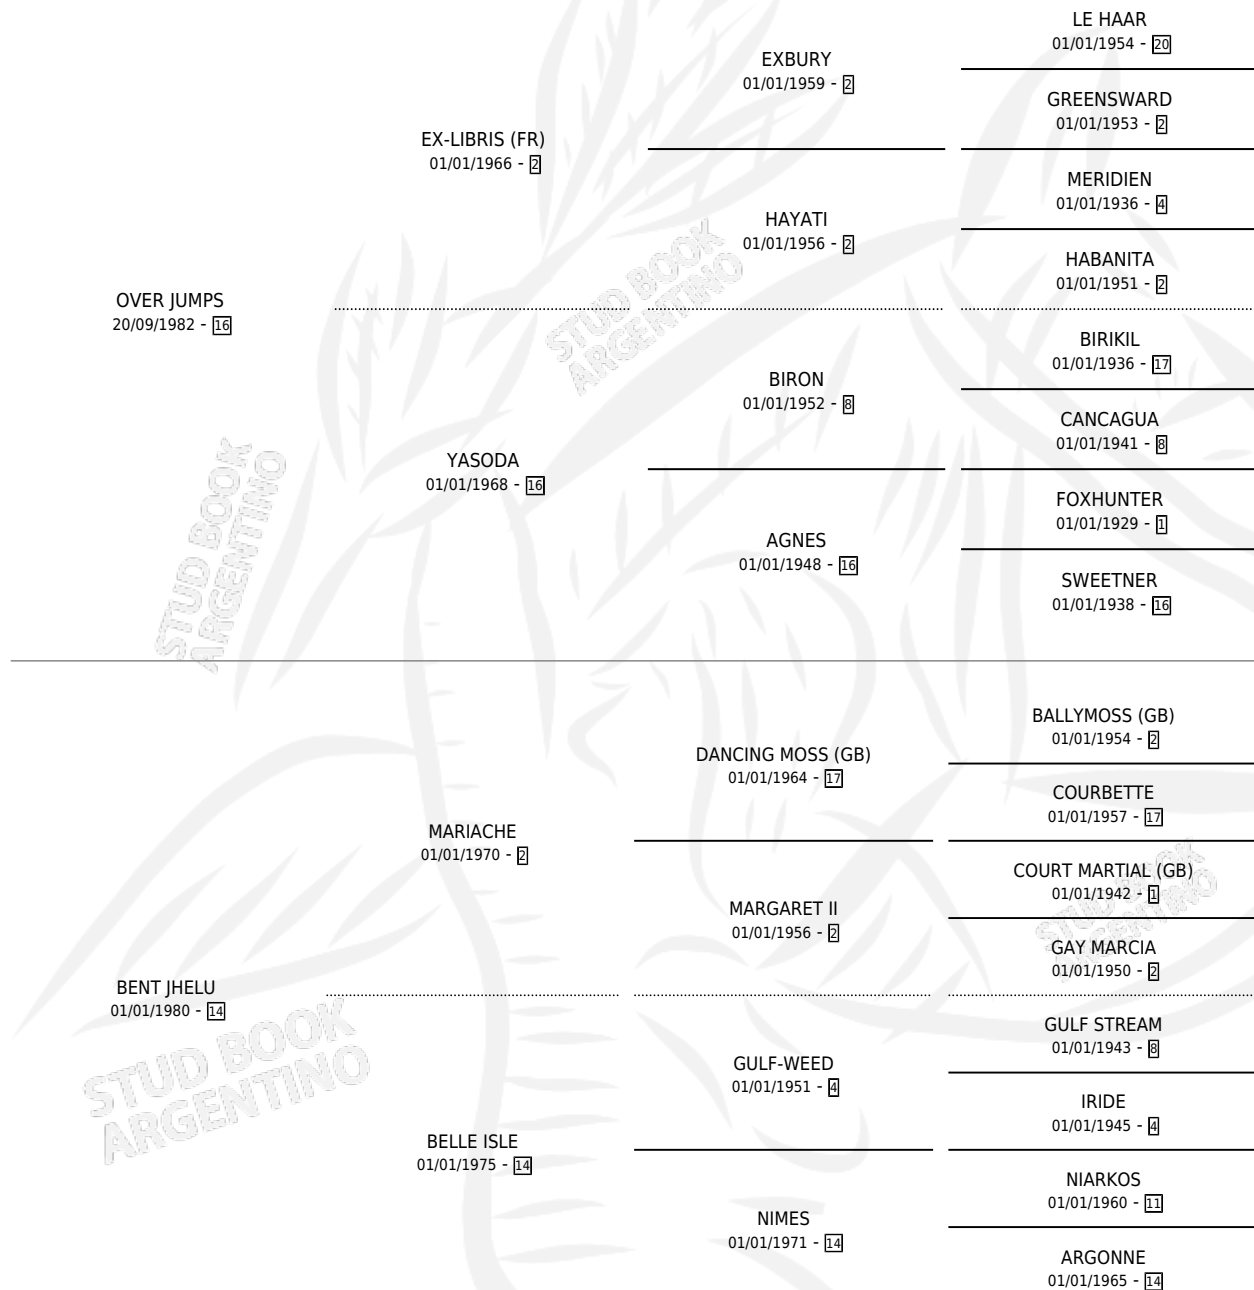 LE HAAR
01/01/1954 - 20
EXBURY
01/01/1959 - 2
GREENSWARD
01/01/1953 - 2
EX-LIBRIS (FR)
01/01/1966 - 2
MERIDIEN
01/01/1936 - 4
HAYATI
01/01/1956 - 2
HABANITA
01/01/1951 - 2
OVER JUMPS
20/09/1982 - 16
BIRIKIL
01/01/1936 - 17
BIRON
01/01/1952 - 8
CANCAGUA
01/01/1941 - 8
YASODA
01/01/1968 - 16
FOXHUNTER
01/01/1929 - 1
AGNES
01/01/1948 - 16
SWEETNER
01/01/1938 - 16
BALLYMOSS (GB)
01/01/1954 - 2
DANCING MOSS (GB)
01/01/1964 - 17
COURBETTE
01/01/1957 - 17
MARIACHE
01/01/1970 - 2
COURT MARTIAL (GB)
01/01/1942 - 1
MARGARET II
01/01/1956 - 2
GAY MARCIA
01/01/1950 - 2
BENT JHELU
01/01/1980 - 14
GULF STREAM
01/01/1943 - 8
GULF-WEED
01/01/1951 - 4
IRIDE
01/01/1945 - 4
BELLE ISLE
01/01/1975 - 14
NIARKOS
01/01/1960 - 11
NIMES
01/01/1971 - 14
ARGONNE
01/01/1965 - 14
STUD BOOK
ARGENTINO
STUD BOOK
ARGENTINO
STUD BOOK
ARGENTINO
STUD BOOK
ARGENTINO